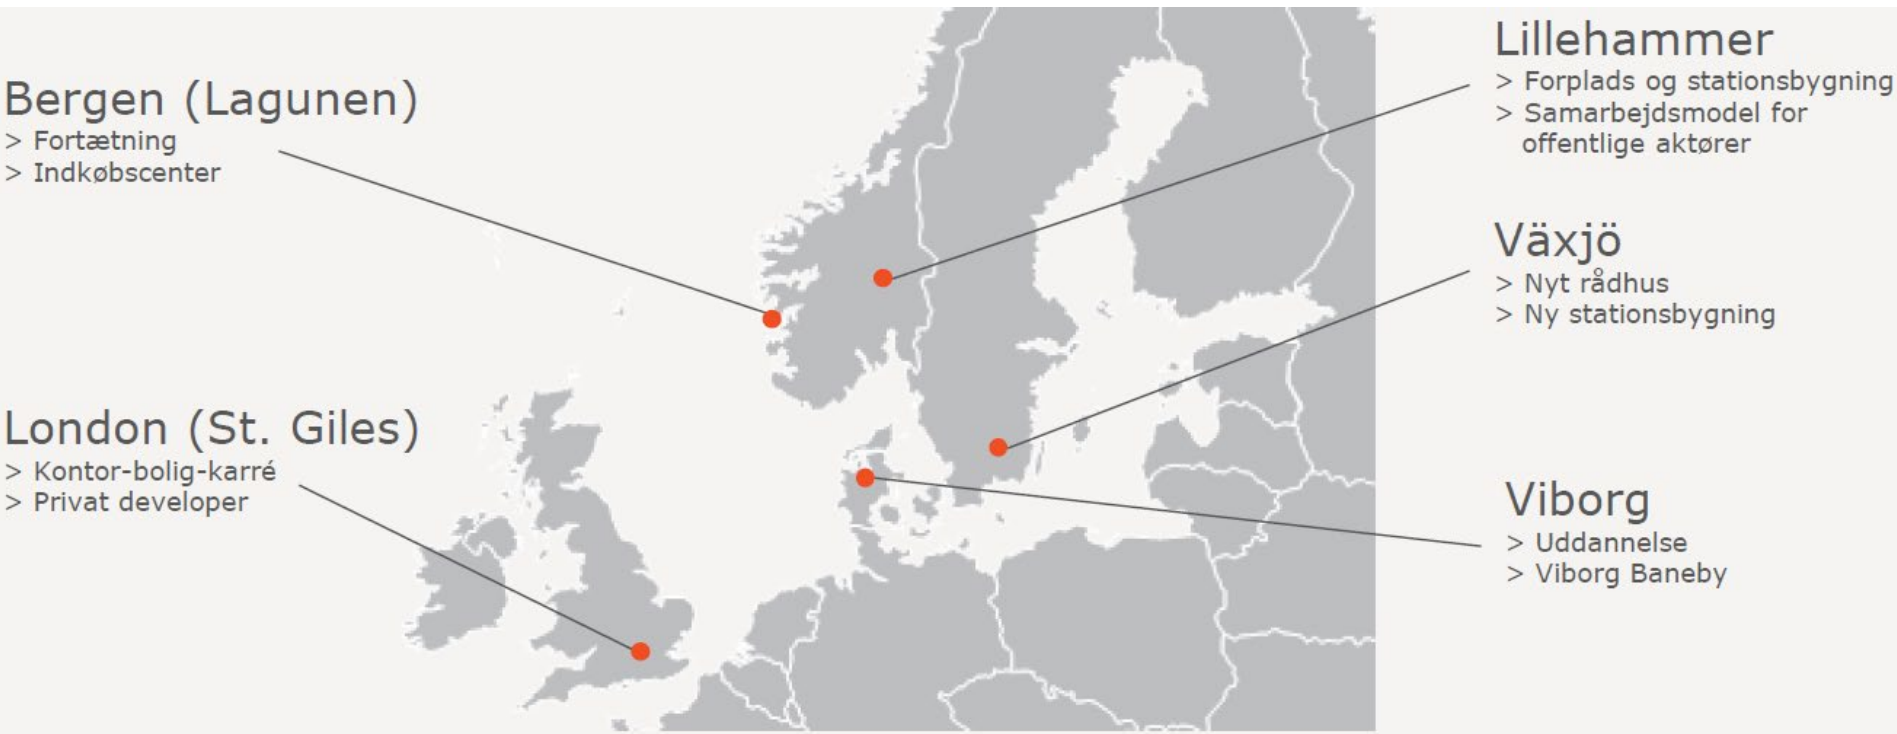 Bergen (Lagunen)
> Fortætning
> Indkøbscenter
London (St. Giles)
> Kontor-bolig-karré
> Privat developer
Lillehammer
> Forplads og stationsbygning
> Samarbejdsmodel for
offentlige aktører
Växjö
> Nyt rådhus
> Ny stationsbygning
Viborg
> Uddannelse
> Viborg Baneby